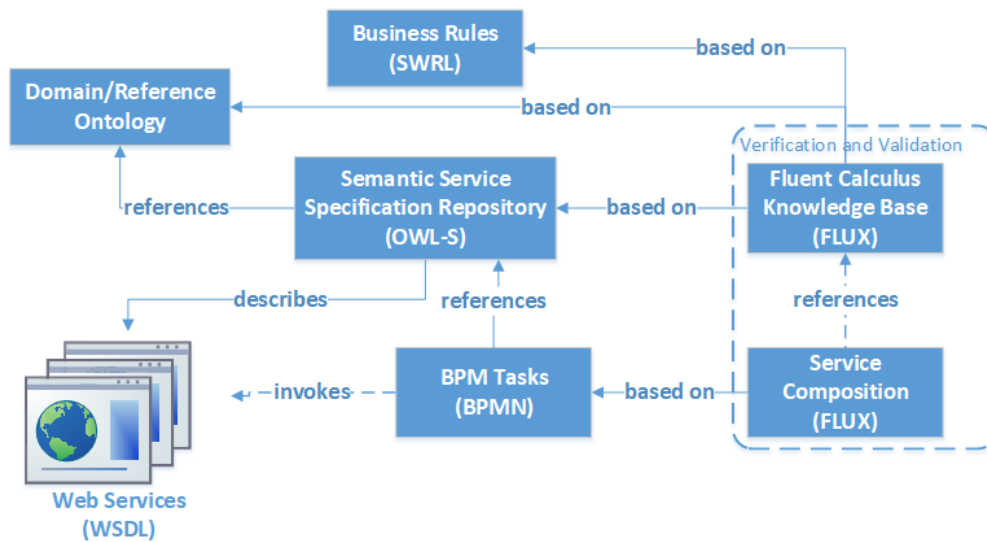 Business Rules
(SWRL)
based on
Domain/Reference
Ontology
based on
Verification and Validation
Semantic Service
Specification Repository
(OWL-S)
references
based on
Fluent Calculus
Knowledge Base
(FLUX)
describes
references
references
BPM Tasks
(BPMN)
invokes
based on
Service
Composition
(FLUX)
Web Services
(WSDL)